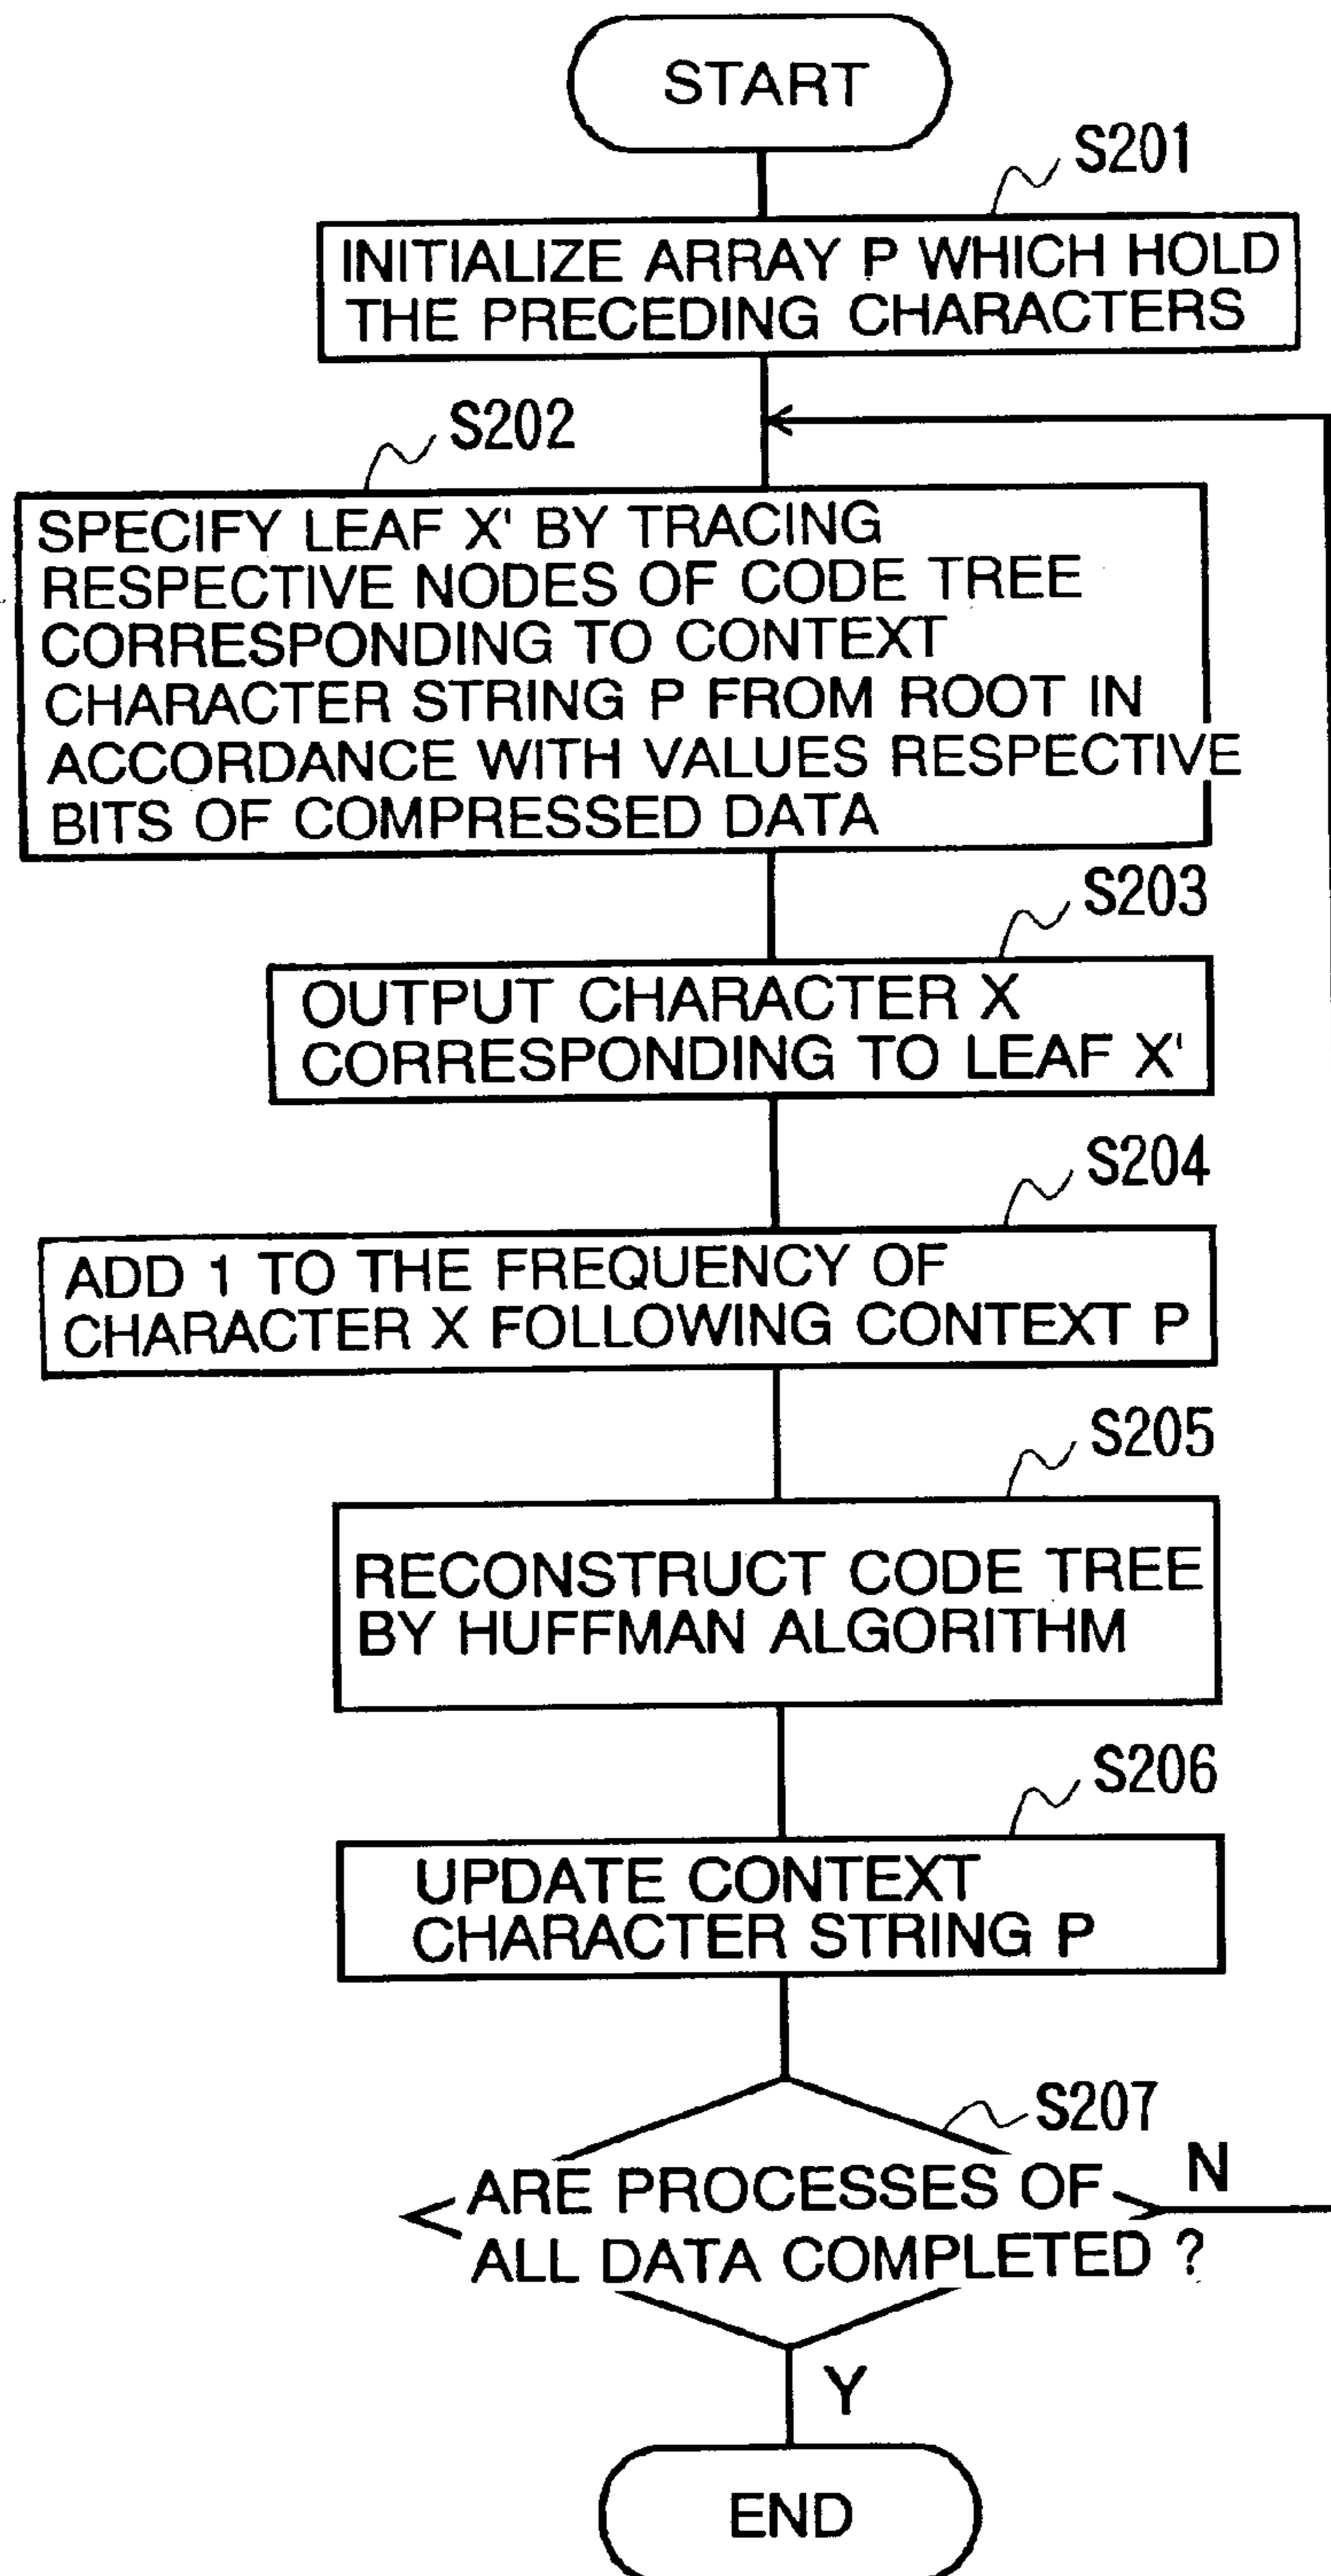 START
S201
INITIALIZE ARRAY P WHICH HOLD
THE PRECEDING CHARACTERS
S202
SPECIFY LEAF X' BY TRACING
RESPECTIVE NODES OF CODE TREE
CORRESPONDING TO CONTEXT
CHARACTER STRING P FROM ROOT IN
ACCORDANCE WITH VALUES RESPECTIVE
BITS OF COMPRESSED DATA
S203
OUTPUT CHARACTER X
CORRESPONDING TO LEAF X'
S204
ADD 1 TO THE FREQUENCY OF
CHARACTER X FOLLOWING CONTEXT P
S205
RECONSTRUCT CODE TREE
BY HUFFMAN ALGORITHM
S206
UPDATE CONTEXT
CHARACTER STRING P
S207
ARE PROCESSES OF
N
ALL DATA COMPLETED ?
Y
END